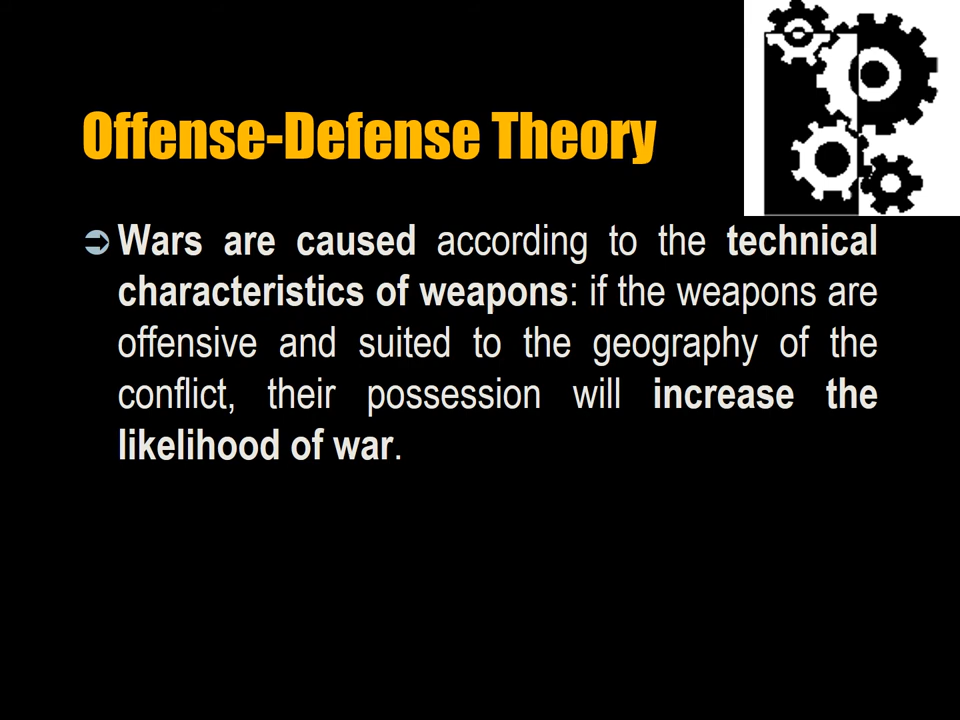 Offense-Defense Theory
Wars are caused according to the technical
characteristics of weapons: if the weapons are
offensive and suited to the geography of the
conflict, their possession will increase the
likelihood of war.